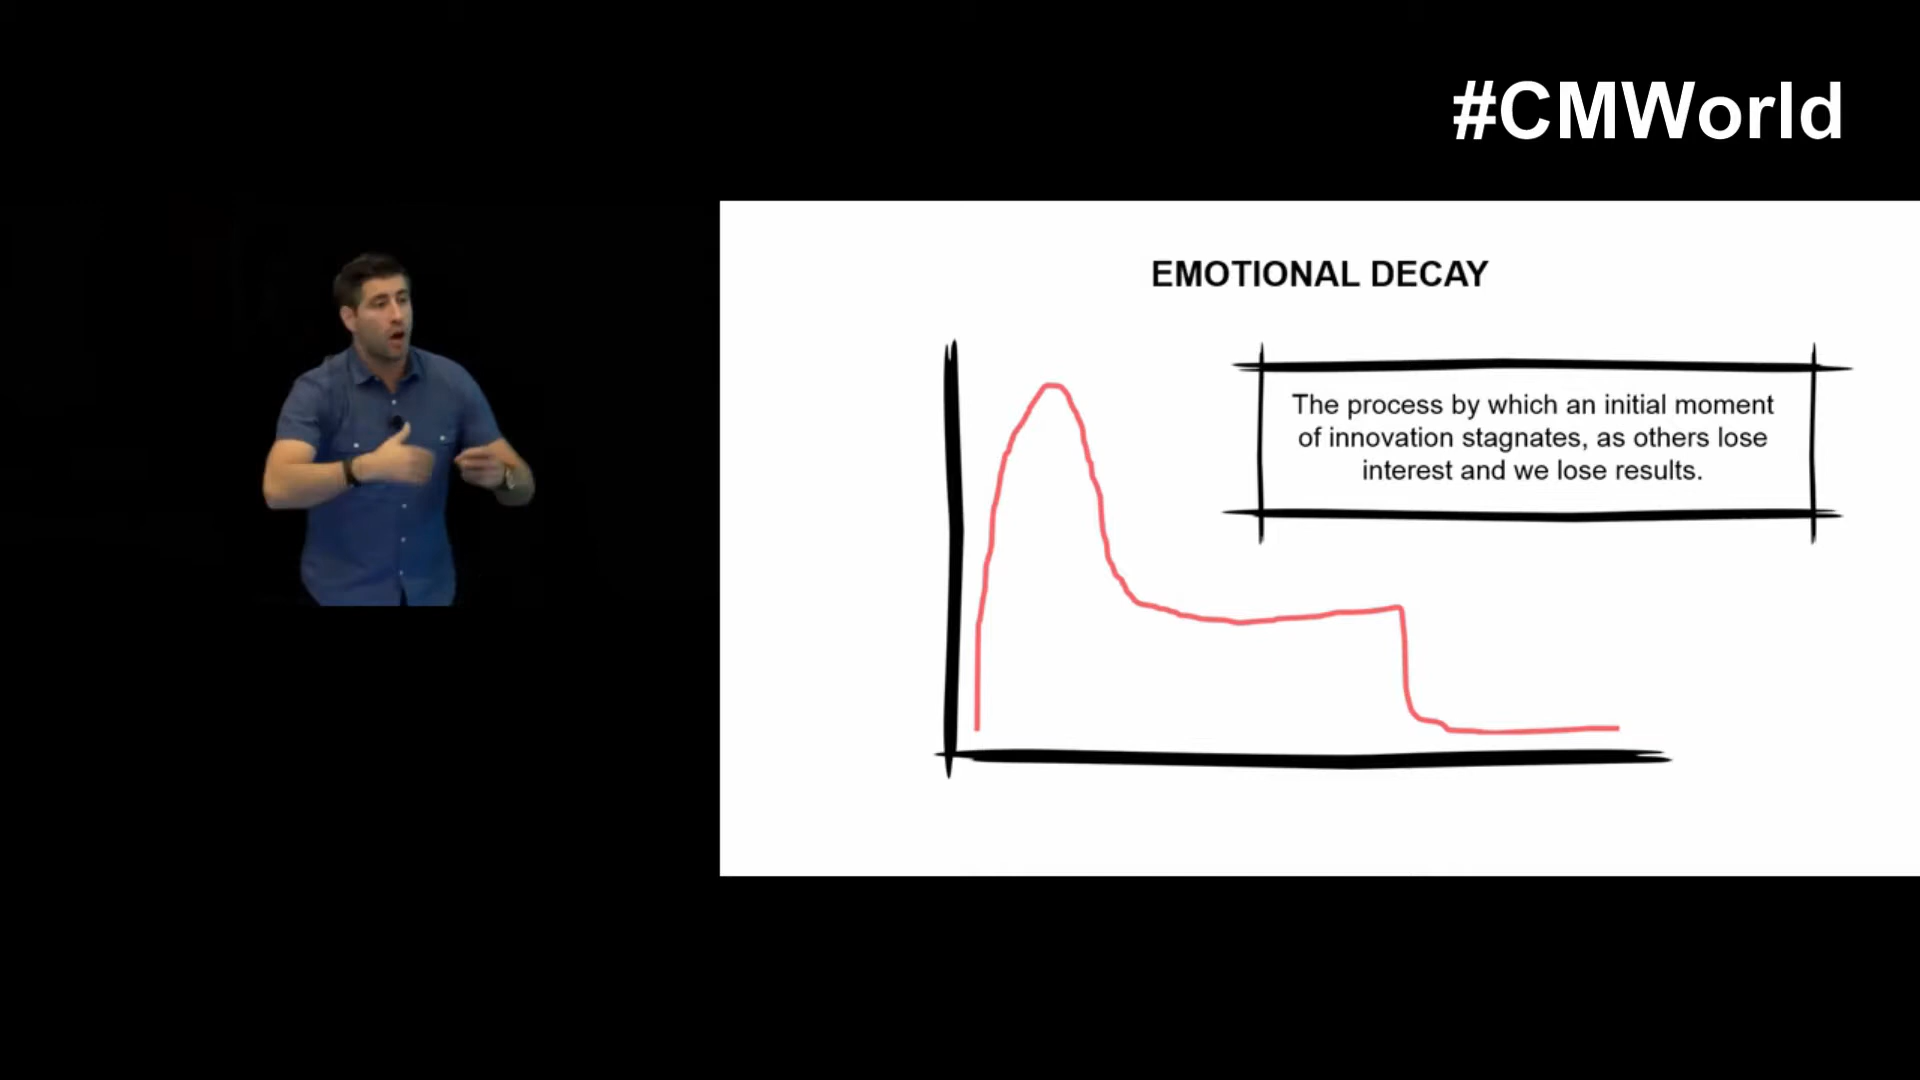 #CMWorld
EMOTIONAL DECAY
The process by which an initial moment
of innovation stagnates, as others lose
interest and we lose results.